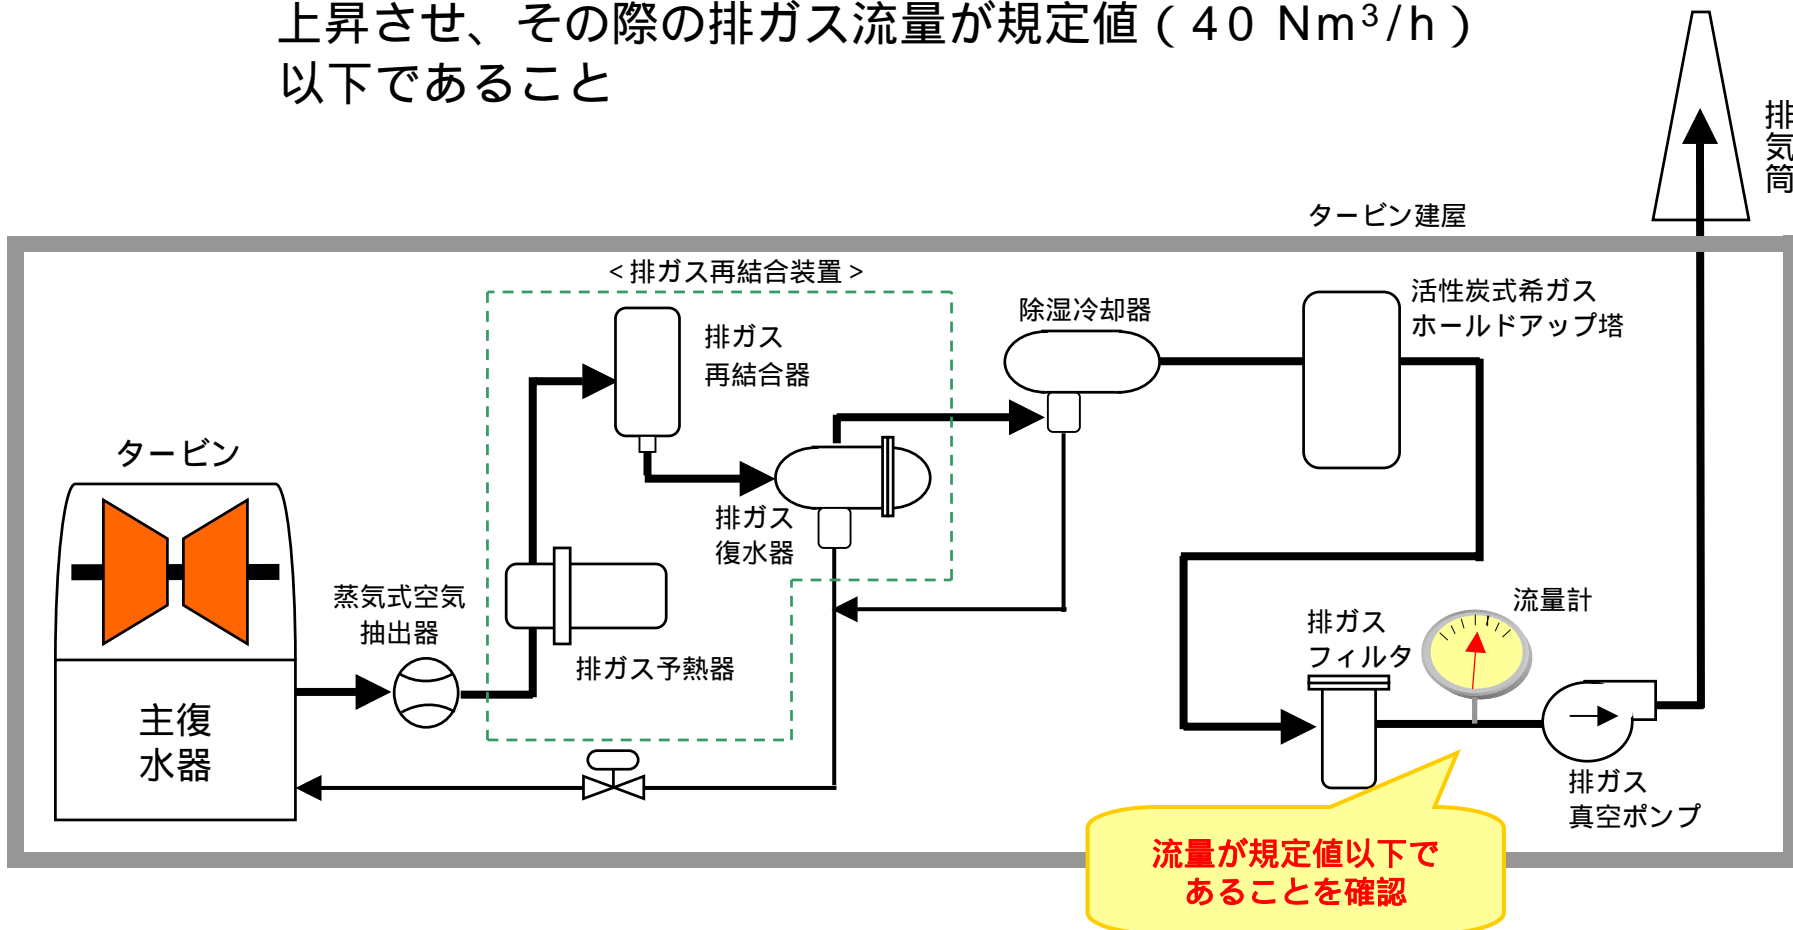 上昇させ、その際の排ガス流量が規定値(40 Nm³/h)
以下であること
排気筒
タービン建屋
<排ガス再結合装置>
排ガス
再結合器
除湿冷却器
活性炭式希ガス
ホールドアップ塔
タービン
排ガス
復水器
蒸気式空気
抽出器
排ガス予熱器
流量計
排ガス
フィルタ
主復
水器
排ガス
真空ポンプ
流量が規定値以下で
あることを確認